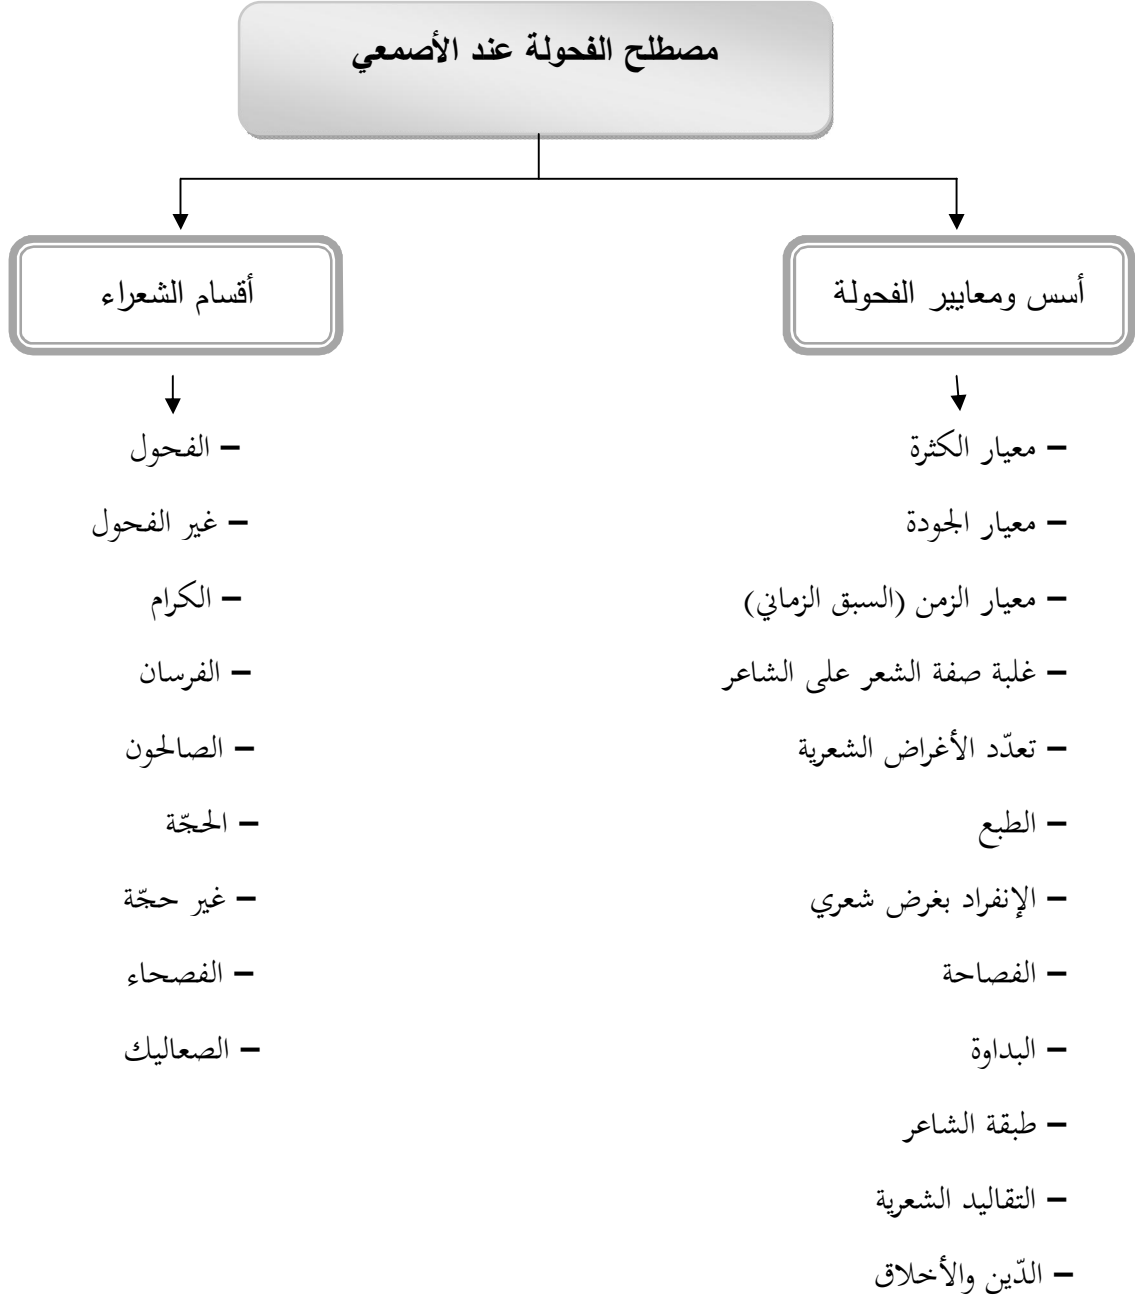 مصطلح الفحولة عند الأصمعي
أسس ومعايير الفحولة
– معيار الكثرة
– معيار الجودة
– معيار الزمن (السبق الزماني)
– غلبة صفة الشعر على الشاعر
– تعدّد الأغراض الشعرية
– الطبع
– الإنفراد بغرض شعري
– الفصاحة
– البداوة
– طبقة الشاعر
– التقاليد الشعرية
– الدّين والأخلاق
أقسام الشعراء
– الفحول
– غير الفحول
– الكرام
– الفرسان
– الصالحون
– الحجّة
– غير حجّة
– الفصحاء
– الصعاليك